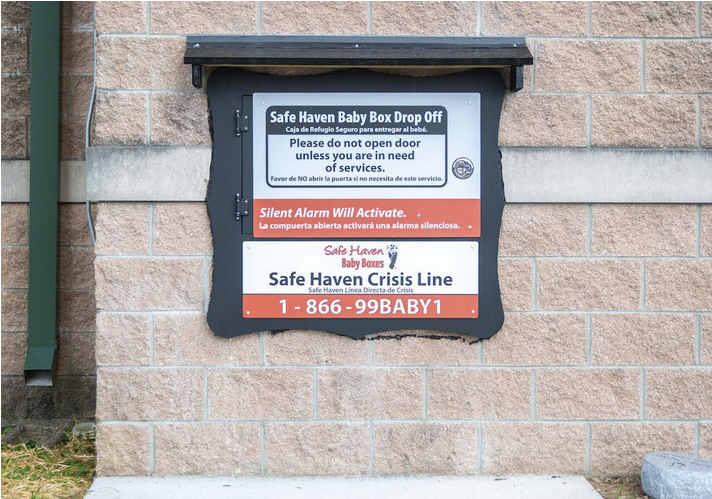 Safe Haven Baby Box Drop Off
Caja de Refugio Seguro para entregar al bebé.
Please do not open door
unless you are in need
of services.
Favor de NO abrir la puerta si no necesita de este servicio.
Silent Alarm Will Activate.
La compuerta abierta activará una alarma silenciosa.
Safe Haven
Baby Boxes
Safe Haven Crisis Line
Safe Haven Linea Directa de Crisis
1 - 866 - 99BABY1